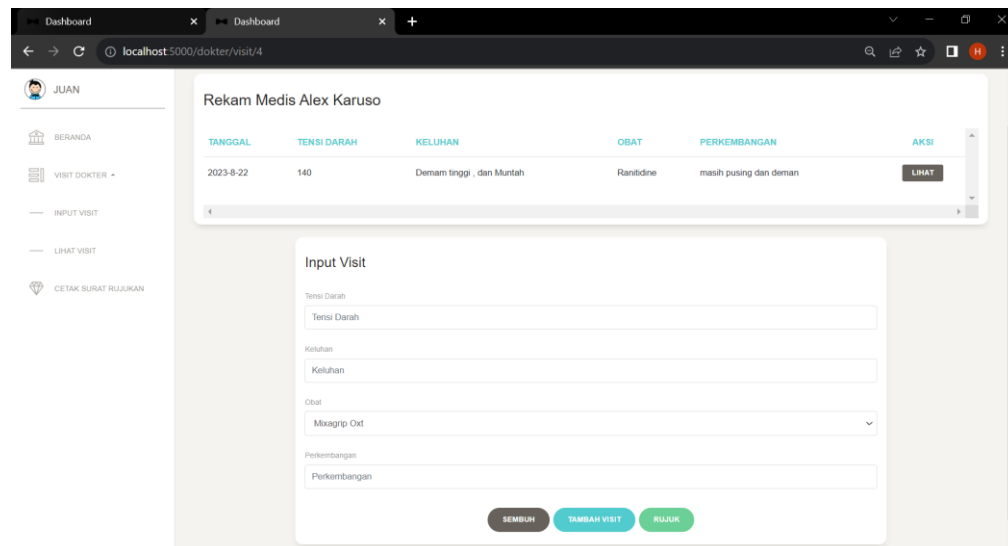 Dashboard
Dashboard
localhost:5000/dokter/visit/4
H
JUAN
BERANDA
VISIT DOKTER
INPUT VISIT
LIHAT VISIT
CETAK SURAT RUJUKAN
Rekam Medis Alex Karuso
TANGGAL TENSI DARAH KELUHAN OBAT PERKEMBANGAN AKSI
2023-8-22 140 Demam tinggi , dan Muntah Ranitidine masih pusing dan deman LIHAT
Input Visit
Tensi Darah
Tensi Darah
Keluhan
Keluhan
Obat
Mixagrip Oxt
Perkembangan
Perkembangan
SEMBUH TAMBAH VISIT RUJUK